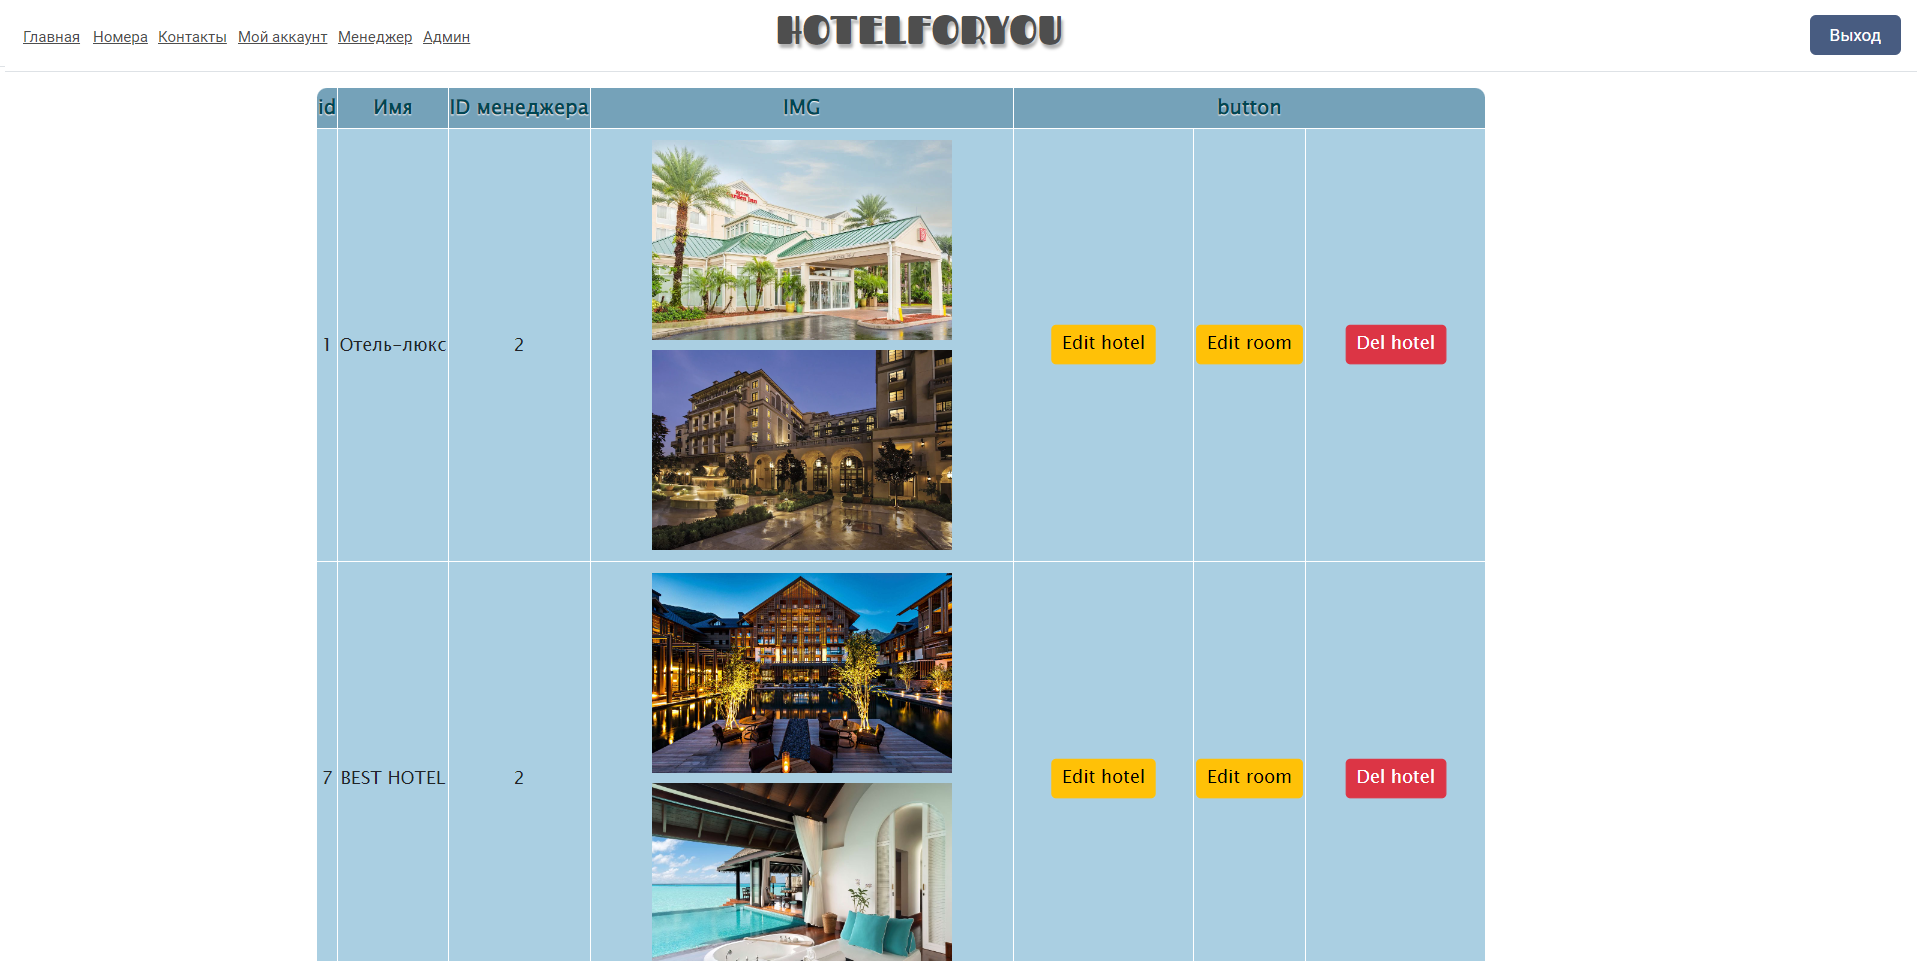 Главная Номера Контакты Мой аккаунт Менеджер Админ
HOTELFORYOU
Выход
id Имя ID менеджера IMG button
1 Отель-люкс 2 Edit hotel Edit room Del hotel
7 BEST HOTEL 2 Edit hotel Edit room Del hotel